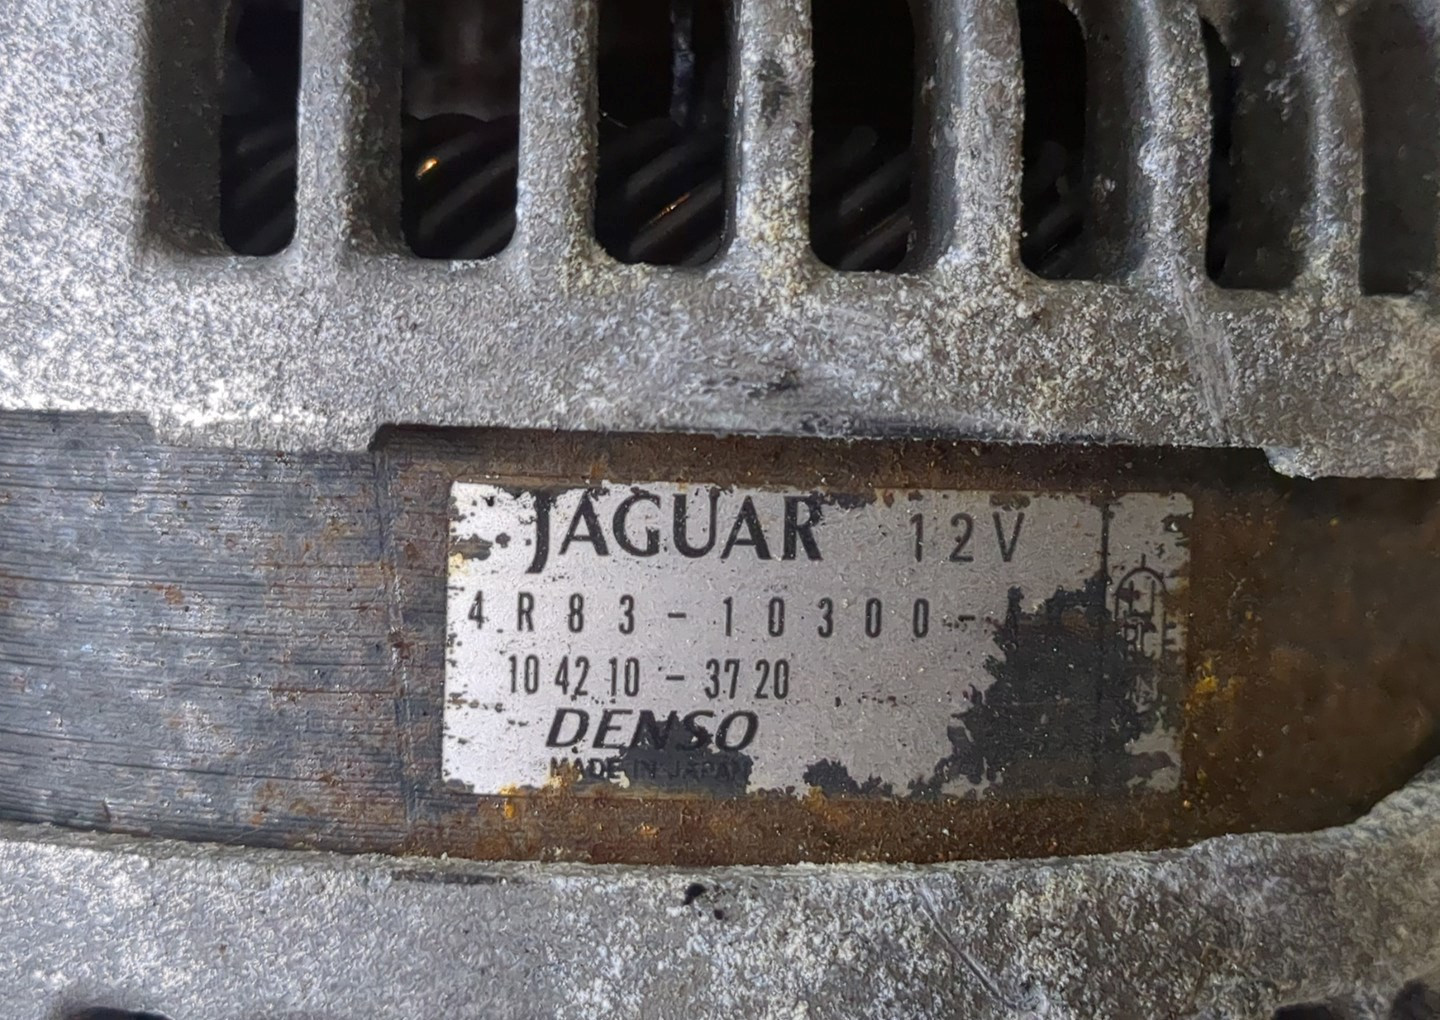 JAGUAR 12V
4R83-10300-
104210-3720
DENSO
MADE IN JAPAN